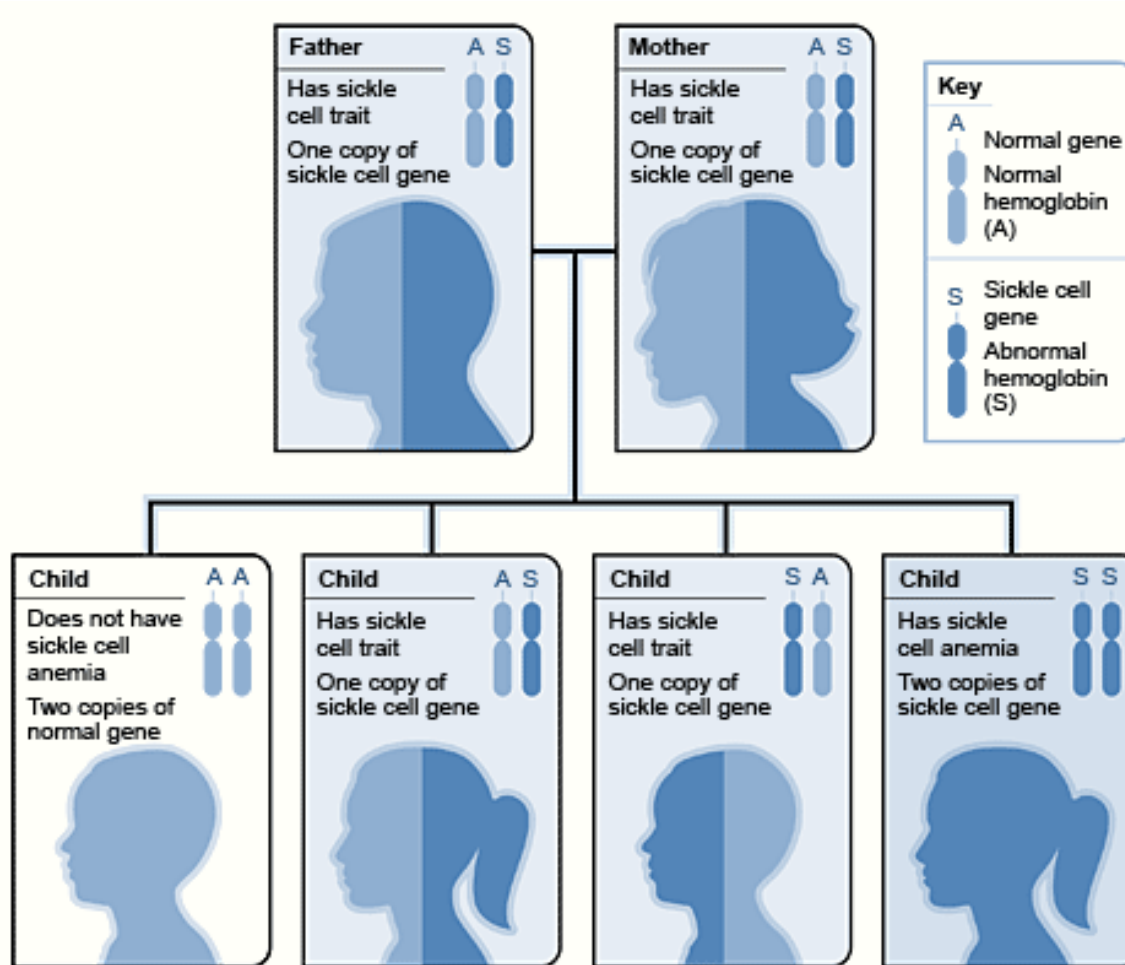 Father
A S
Has sickle
cell trait
One copy of
sickle cell gene
Mother
A S
Has sickle
cell trait
One copy of
sickle cell gene
Key
A
Normal gene
Normal
hemoglobin
(A)
S
Sickle cell
gene
Abnormal
hemoglobin
(S)
Child
A A
Does not have
sickle cell
anemia
Two copies of
normal gene
Child
A S
Has sickle
cell trait
One copy of
sickle cell gene
Child
S A
Has sickle
cell trait
One copy of
sickle cell gene
Child
S S
Has sickle
cell anemia
Two copies of
sickle cell gene